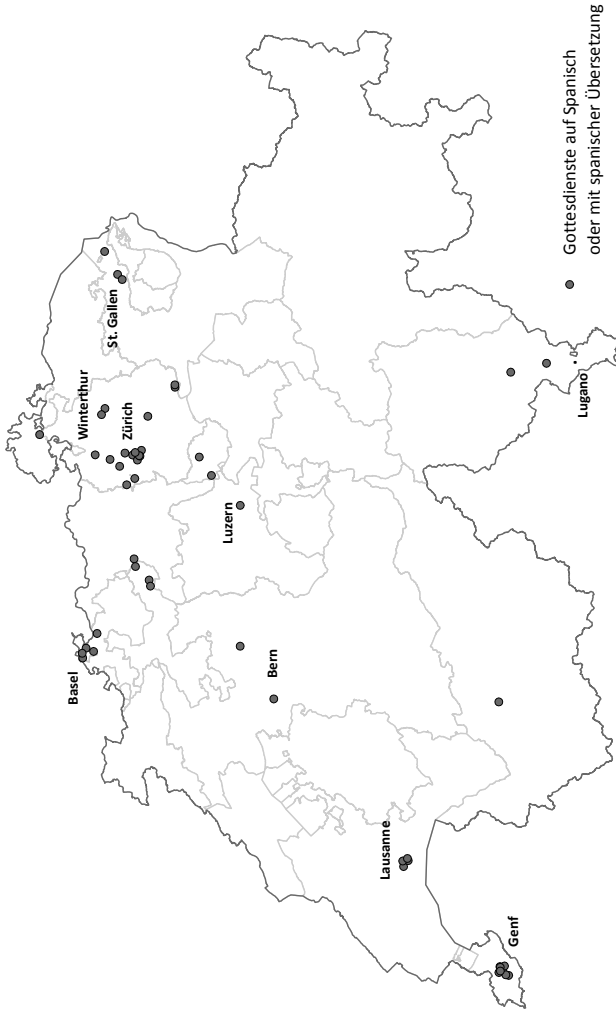 Basel
Winterthur
Zürich
St. Gallen
Luzern
Bern
Lausanne
Genf
Lugano
Gottesdienste auf Spanisch
oder mit spanischer Übersetzung